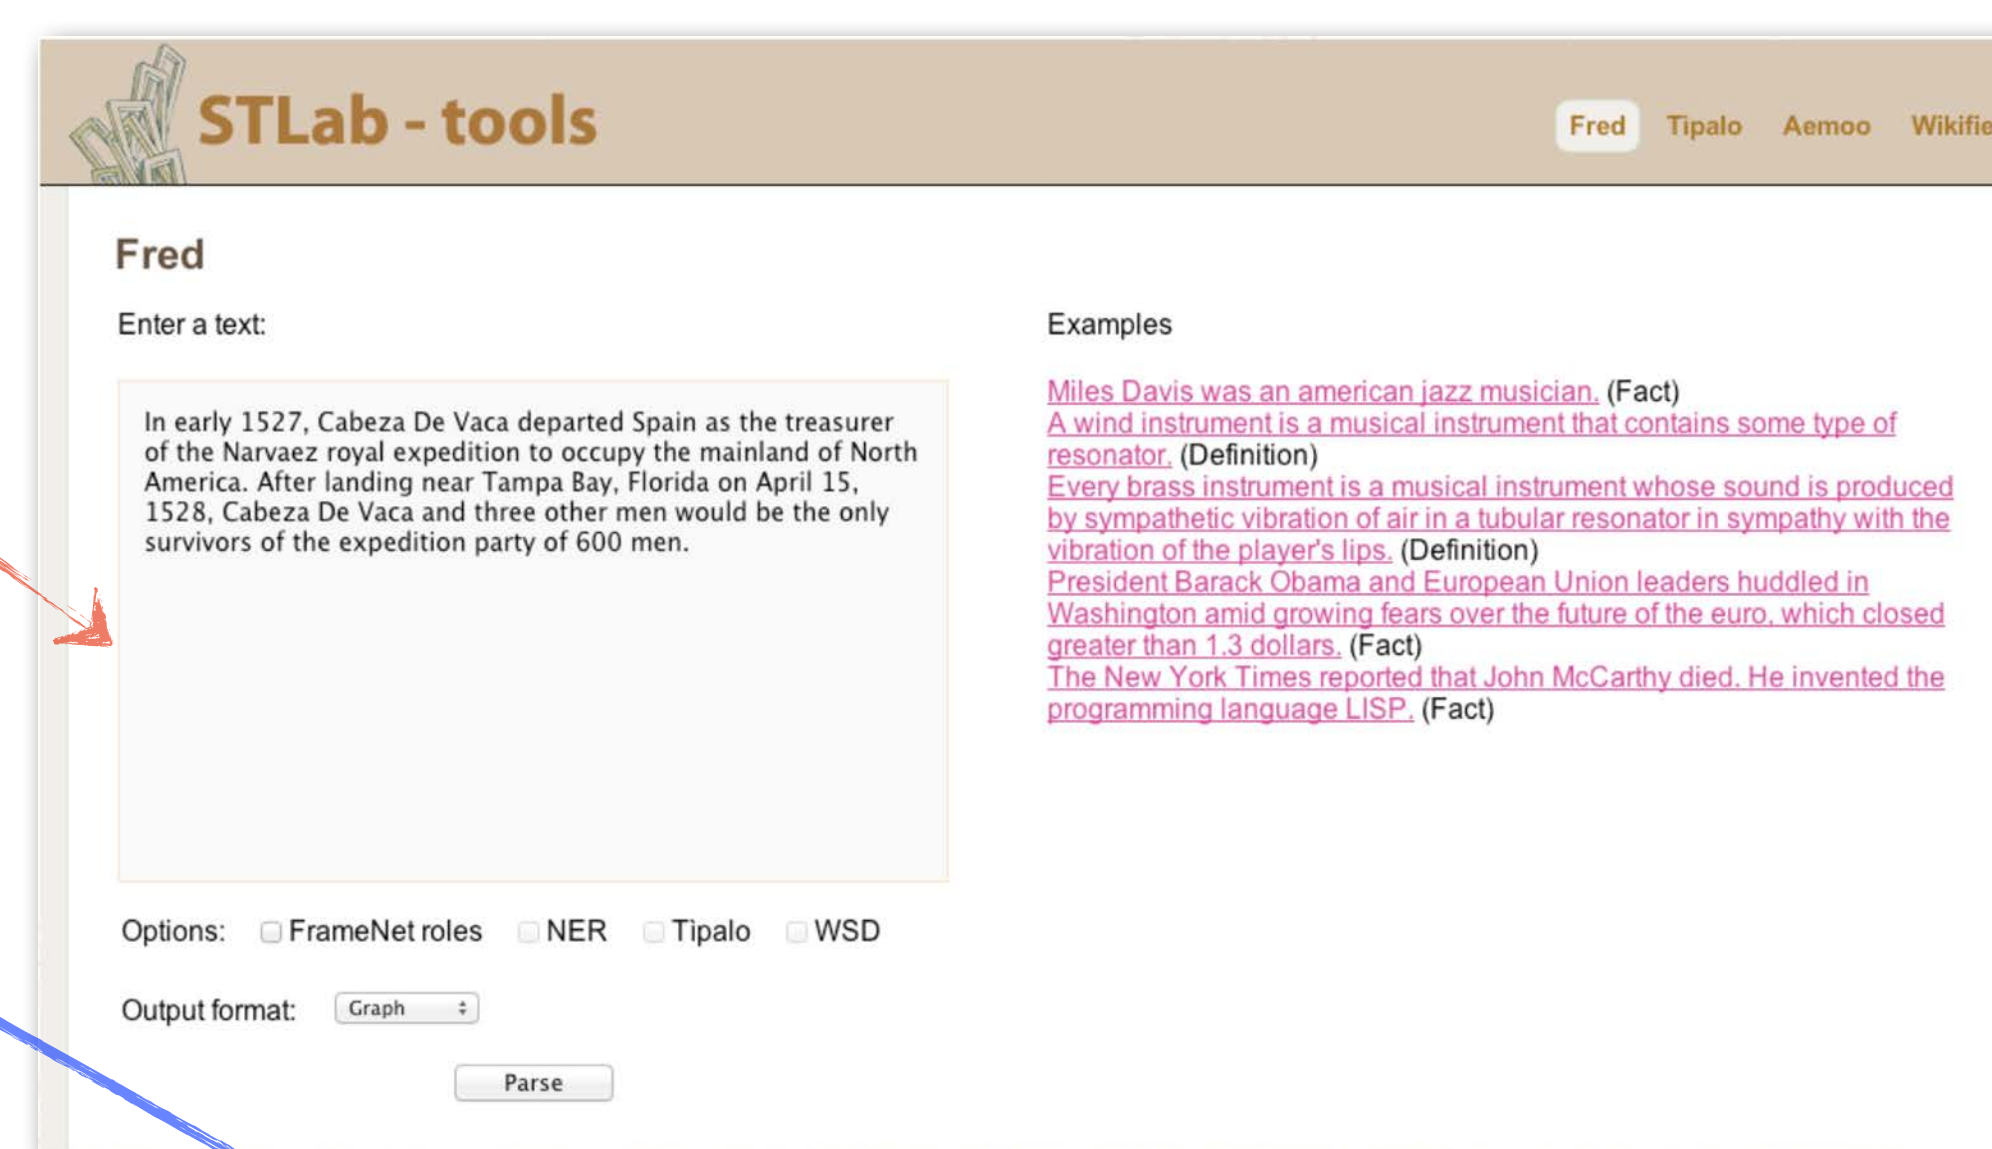 STLab - tools
Fred Tipalo Aemoo Wikifie
Fred
Enter a text:
In early 1527, Cabeza De Vaca departed Spain as the treasurer
of the Narvaez royal expedition to occupy the mainland of North
America. After landing near Tampa Bay, Florida on April 15,
1528, Cabeza De Vaca and three other men would be the only
survivors of the expedition party of 600 men.
Options: FrameNet roles NER Tipalo WSD
Output format: Graph
Parse
Examples
Miles Davis was an american jazz musician. (Fact)
A wind instrument is a musical instrument that contains some type of
resonator. (Definition)
Every brass instrument is a musical instrument whose sound is produced
by sympathetic vibration of air in a tubular resonator in sympathy with the
vibration of the player's lips. (Definition)
President Barack Obama and European Union leaders huddled in
Washington amid growing fears over the future of the euro, which closed
greater than 1.3 dollars. (Fact)
The New York Times reported that John McCarthy died. He invented the
programming language LISP. (Fact)